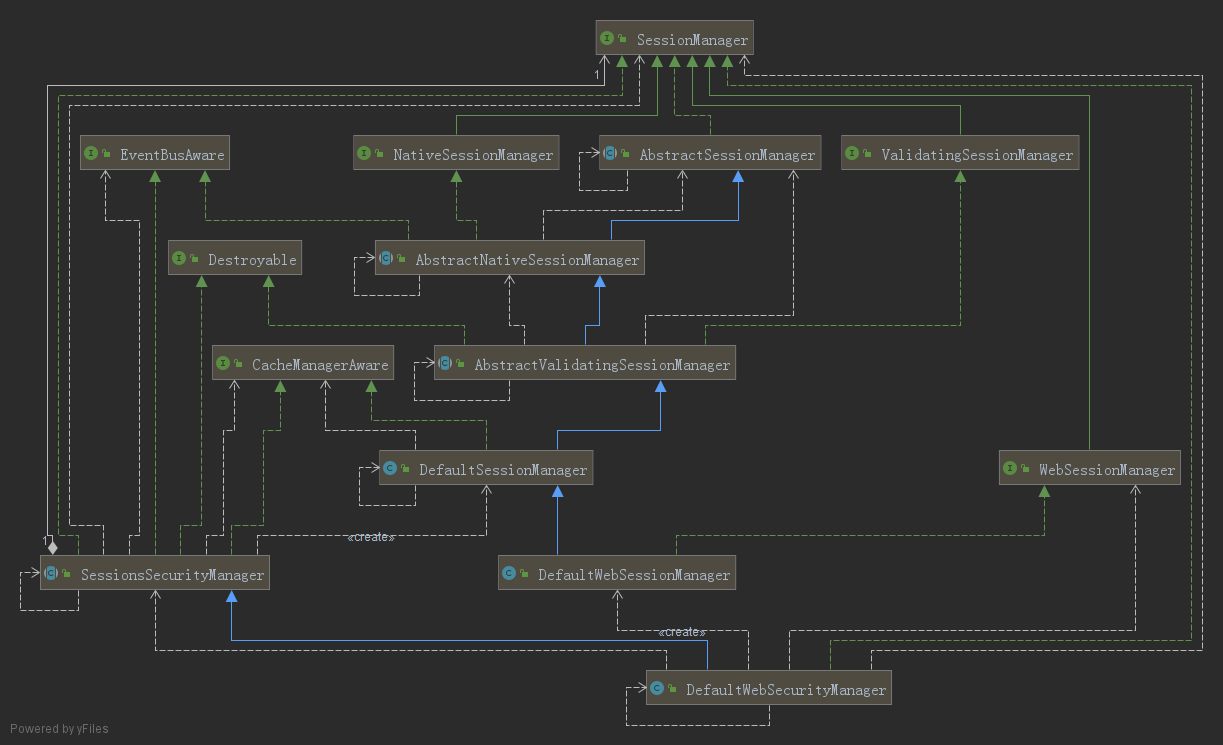 SessionManager
1
EventBusAware
NativeSessionManager
AbstractSessionManager
ValidatingSessionManager
Destroyable
AbstractNativeSessionManager
CacheManagerAware
AbstractValidatingSessionManager
DefaultSessionManager
WebSessionManager
1
«create»
SessionsSecurityManager
DefaultWebSessionManager
«create»
DefaultWebSecurityManager
Powered by yFiles